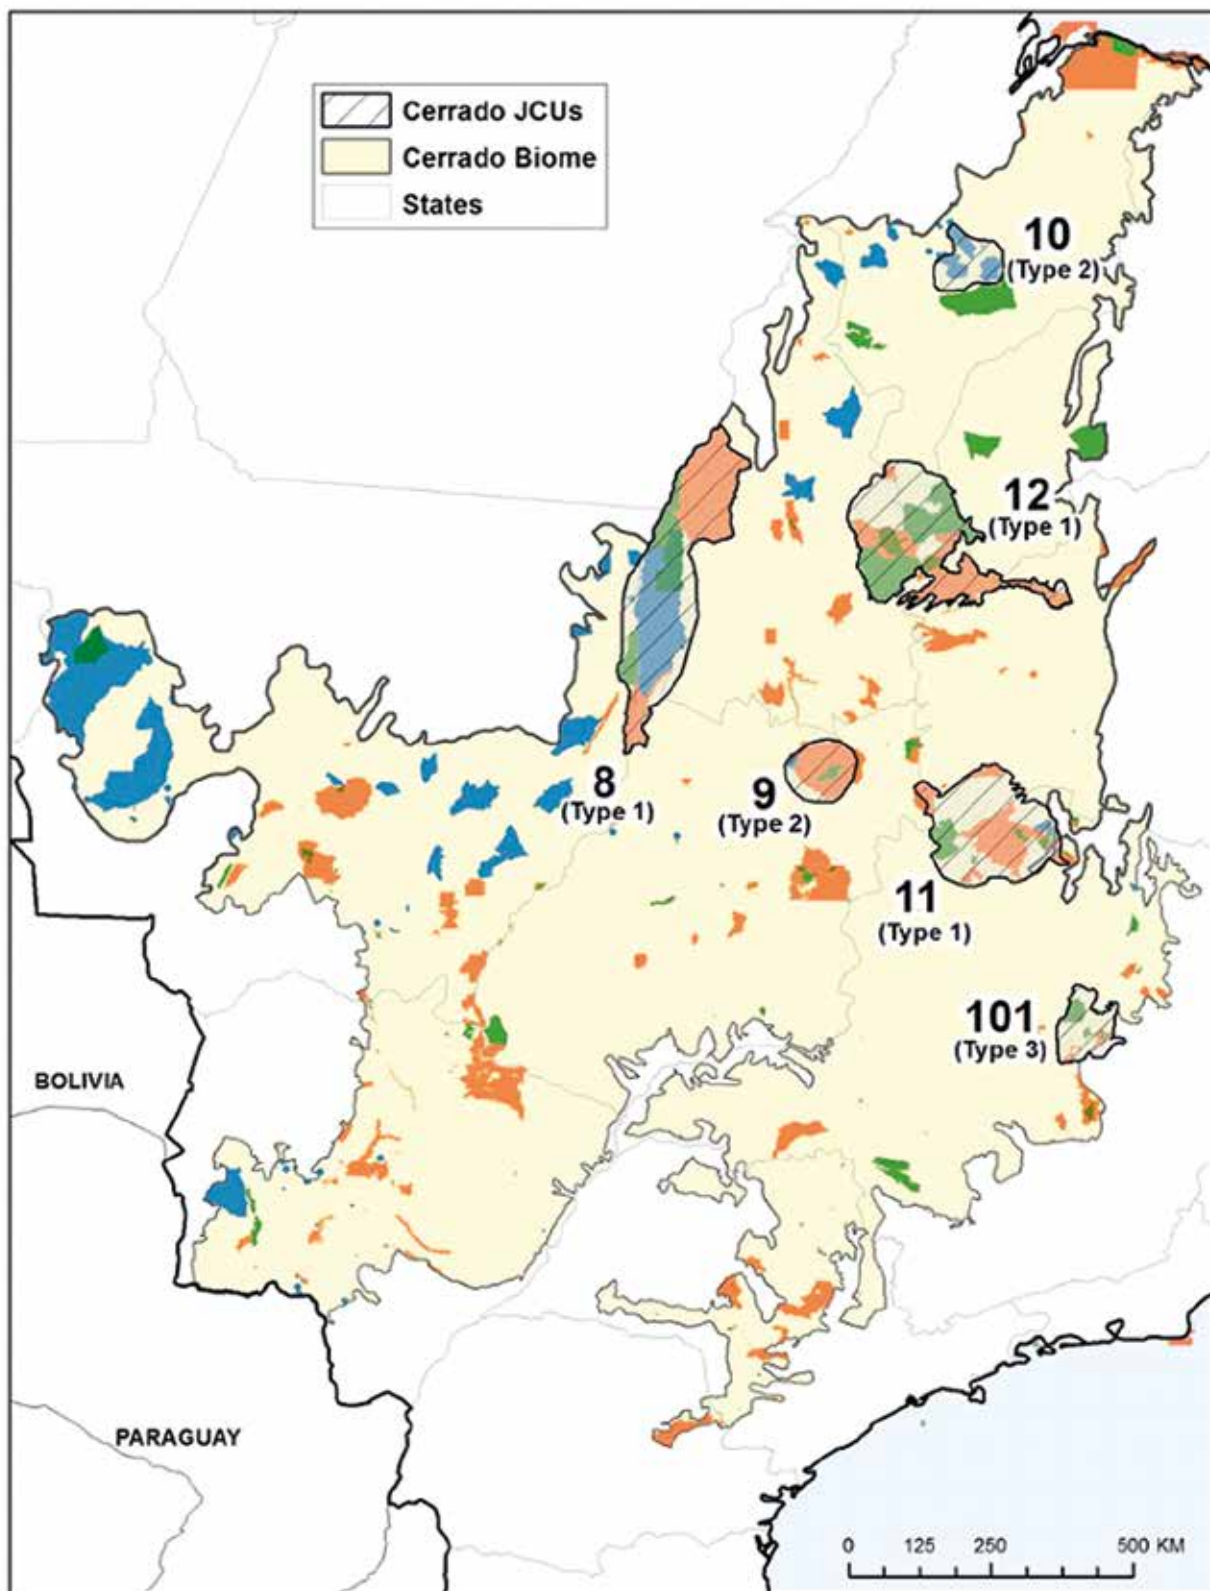 Cerrado JCUs
Cerrado Biome
States
10
(Type 2)
12
(Type 1)
8
(Type 1)
9
(Type 2)
11
(Type 1)
101
(Type 3)
BOLIVIA
PARAGUAY
0 125 250 500 KM